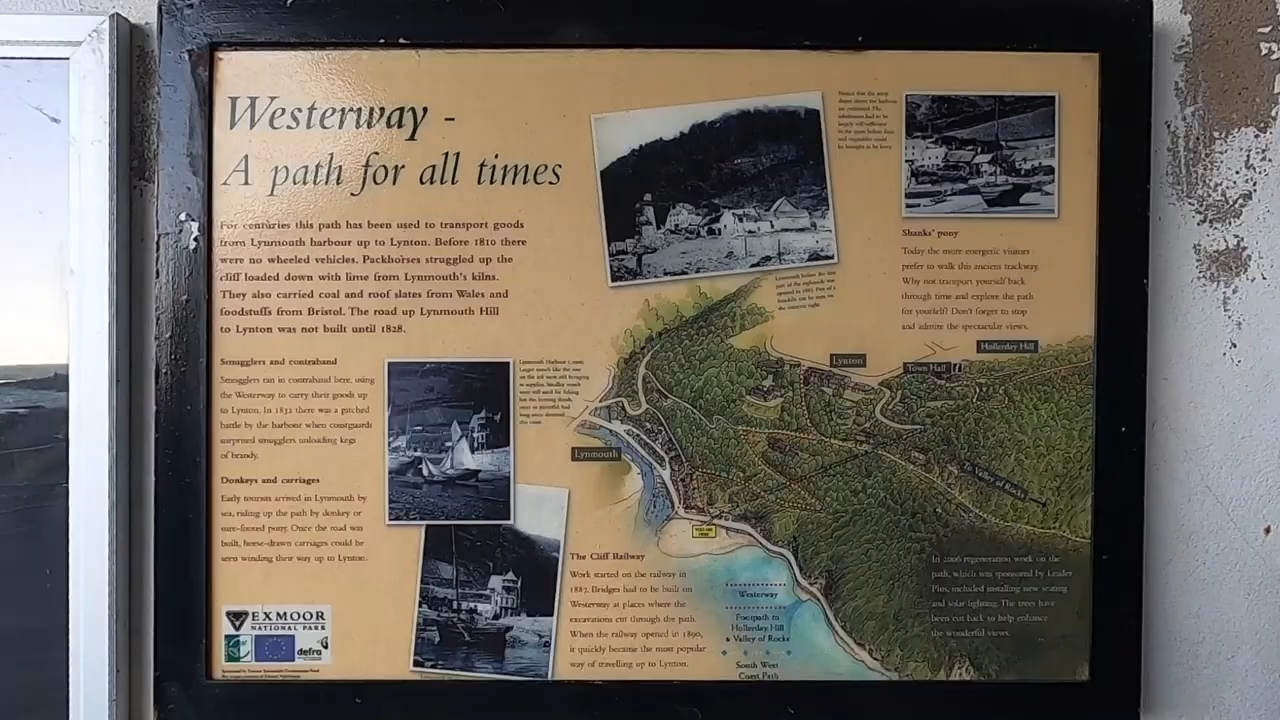 Westerway -
A path for all times
For centuries this path has been used to transport goods
from Lynmouth harbour up to Lynton. Before 1810 there
were no wheeled vehicles. Packhorses struggled up the
cliff loaded down with lime from Lynmouth's kilns.
They also carried coal and roof slates from Wales and
foodstuffs from Bristol. The road up Lynmouth Hill
to Lynton was not built until 1828.
Smugglers and contraband
Smugglers ran in contraband here, using
the Westerway to carry their goods up
to Lynton. In 1832 there was a pitched
battle by the harbour when coastguards
surprised smugglers unloading kegs
of brandy.
Donkeys and carriages
Early tourists arrived in Lynmouth by
sea, riding up the path by donkey or
sure-footed pony. Once the road was
built, horse-drawn carriages could be
seen winding their way up to Lynton.
EXMOOR
NATIONAL PARK
defra
The Cliff Railway
Work started on the railway in
1887. Bridges had to be built on
Westerway at places where the
excavations cut through the path.
When the railway opened in 1890,
it quickly became the most popular
way of travelling up to Lynton.
Shanks' pony
Today the more energetic visitors
prefer to walk this ancient trackway.
Why not transport yourself back
through time and explore the path
for yourself? Don't forget to stop
and admire the spectacular views.
Lynton
Town Hall
Hollerday Hill
Lynmouth
To Valley of Rocks
YOU ARE
HERE
Westerway
Footpath to
Hollerday Hill
& Valley of Rocks
South West
Coast Path
In 2006 regeneration work on the
path, which was sponsored by Leader
Plus, included installing new seating
and solar lighting. The trees have
been cut back to help enhance
the wonderful views.